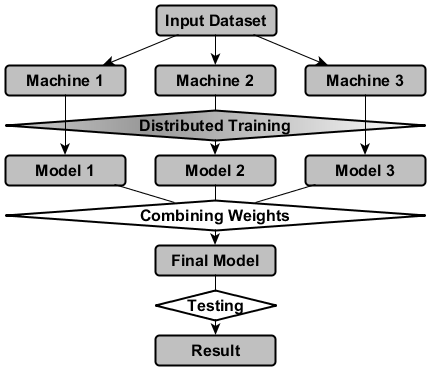 Input Dataset
Machine 1
Machine 2
Machine 3
Distributed Training
Model 1
Model 2
Model 3
Combining Weights
Final Model
Testing
Result